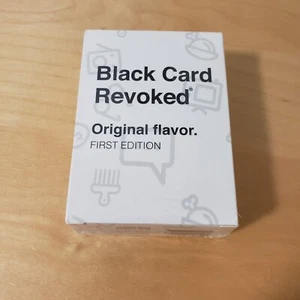 Black Card
Revoked®
Original flavor.
FIRST EDITION